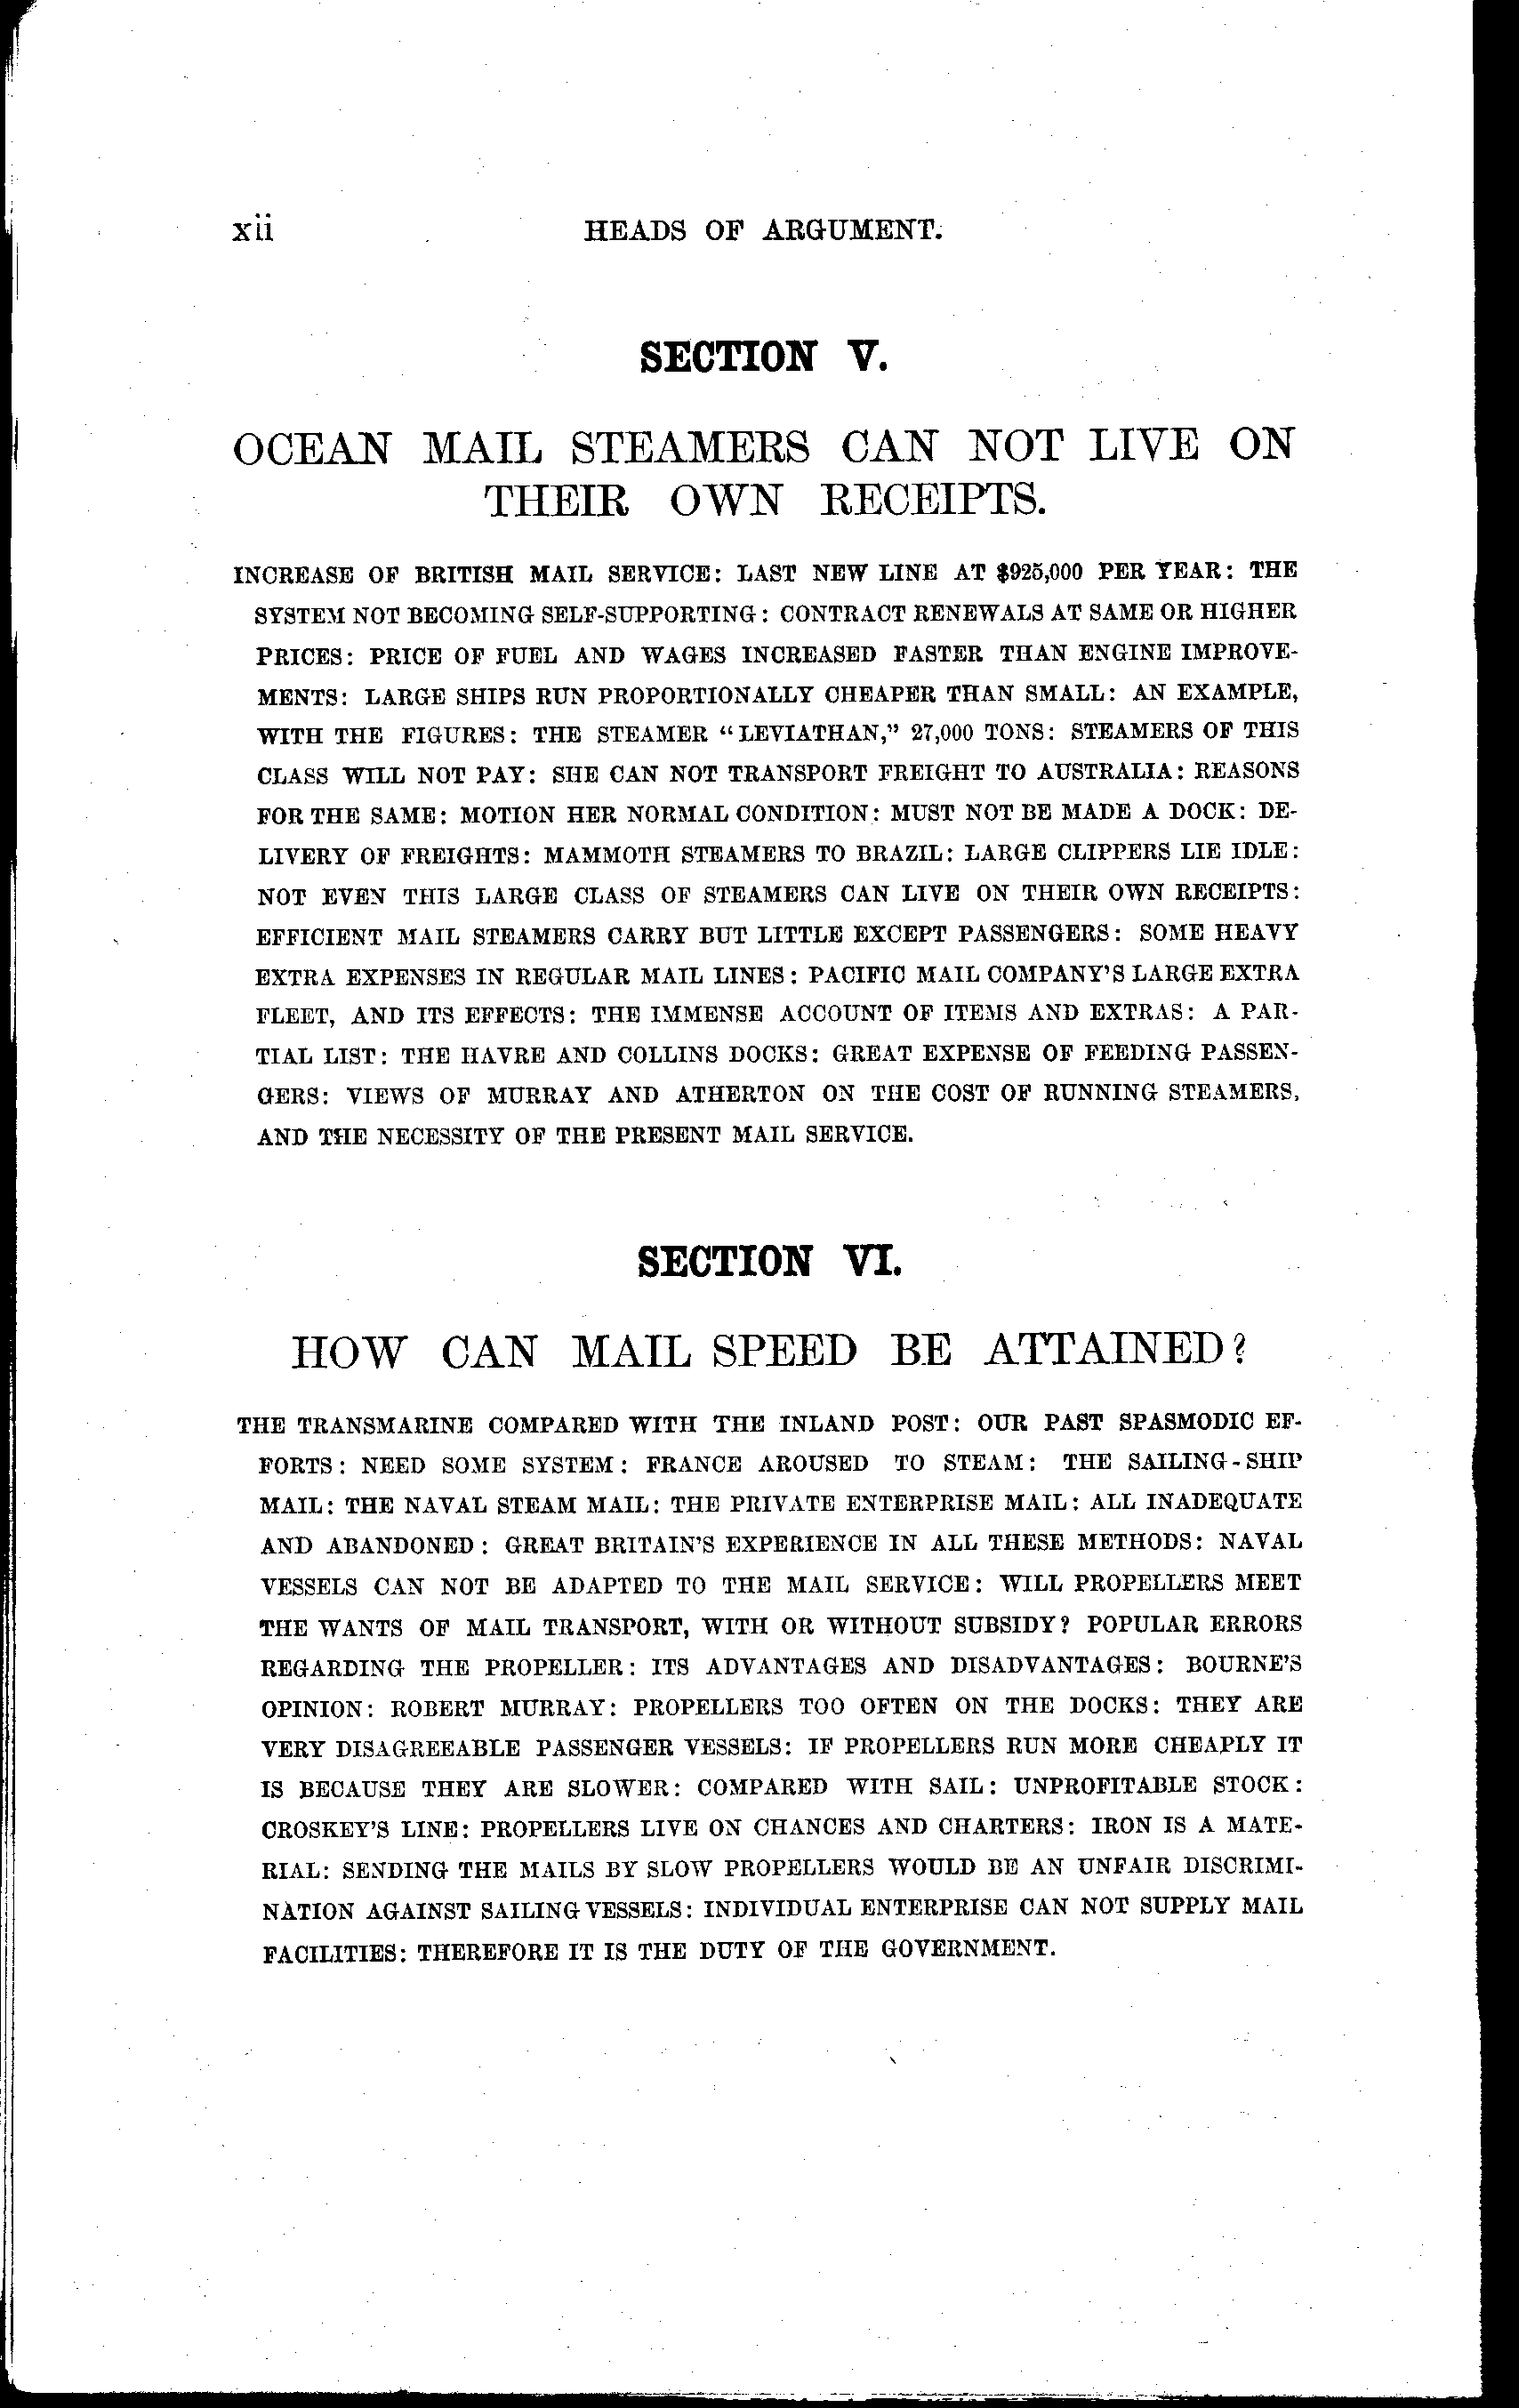 xii HEADS OF ARGUMENT.
SECTION V.
OCEAN MAIL STEAMERS CAN NOT LIVE ON
THEIR OWN RECEIPTS.
INCREASE OF BRITISH MAIL SERVICE: LAST NEW LINE AT $925,000 PER YEAR: THE
SYSTEM NOT BECOMING SELF-SUPPORTING: CONTRACT RENEWALS AT SAME OR HIGHER
PRICES: PRICE OF FUEL AND WAGES INCREASED FASTER THAN ENGINE IMPROVE-
MENTS: LARGE SHIPS RUN PROPORTIONALLY CHEAPER THAN SMALL: AN EXAMPLE,
WITH THE FIGURES: THE STEAMER "LEVIATHAN," 27,000 TONS: STEAMERS OF THIS
CLASS WILL NOT PAY: SHE CAN NOT TRANSPORT FREIGHT TO AUSTRALIA: REASONS
FOR THE SAME: MOTION HER NORMAL CONDITION: MUST NOT BE MADE A DOCK: DE-
LIVERY OF FREIGHTS: MAMMOTH STEAMERS TO BRAZIL: LARGE CLIPPERS LIE IDLE:
NOT EVEN THIS LARGE CLASS OF STEAMERS CAN LIVE ON THEIR OWN RECEIPTS:
EFFICIENT MAIL STEAMERS CARRY BUT LITTLE EXCEPT PASSENGERS: SOME HEAVY
EXTRA EXPENSES IN REGULAR MAIL LINES: PACIFIC MAIL COMPANY'S LARGE EXTRA
FLEET, AND ITS EFFECTS: THE IMMENSE ACCOUNT OF ITEMS AND EXTRAS: A PAR-
TIAL LIST: THE HAVRE AND COLLINS DOCKS: GREAT EXPENSE OF FEEDING PASSEN-
GERS: VIEWS OF MURRAY AND ATHERTON ON THE COST OF RUNNING STEAMERS,
AND THE NECESSITY OF THE PRESENT MAIL SERVICE.
SECTION VI.
HOW CAN MAIL SPEED BE ATTAINED?
THE TRANSMARINE COMPARED WITH THE INLAND POST: OUR PAST SPASMODIC EF-
FORTS: NEED SOME SYSTEM: FRANCE AROUSED TO STEAM: THE SAILING-SHIP
MAIL: THE NAVAL STEAM MAIL: THE PRIVATE ENTERPRISE MAIL: ALL INADEQUATE
AND ABANDONED: GREAT BRITAIN'S EXPERIENCE IN ALL THESE METHODS: NAVAL
VESSELS CAN NOT BE ADAPTED TO THE MAIL SERVICE: WILL PROPELLERS MEET
THE WANTS OF MAIL TRANSPORT, WITH OR WITHOUT SUBSIDY? POPULAR ERRORS
REGARDING THE PROPELLER: ITS ADVANTAGES AND DISADVANTAGES: BOURNE'S
OPINION: ROBERT MURRAY: PROPELLERS TOO OFTEN ON THE DOCKS: THEY ARE
VERY DISAGREEABLE PASSENGER VESSELS: IF PROPELLERS RUN MORE CHEAPLY IT
IS BECAUSE THEY ARE SLOWER: COMPARED WITH SAIL: UNPROFITABLE STOCK:
CROSKEY'S LINE: PROPELLERS LIVE ON CHANCES AND CHARTERS: IRON IS A MATE-
RIAL: SENDING THE MAILS BY SLOW PROPELLERS WOULD BE AN UNFAIR DISCRIMI-
NATION AGAINST SAILING VESSELS: INDIVIDUAL ENTERPRISE CAN NOT SUPPLY MAIL
FACILITIES: THEREFORE IT IS THE DUTY OF THE GOVERNMENT.